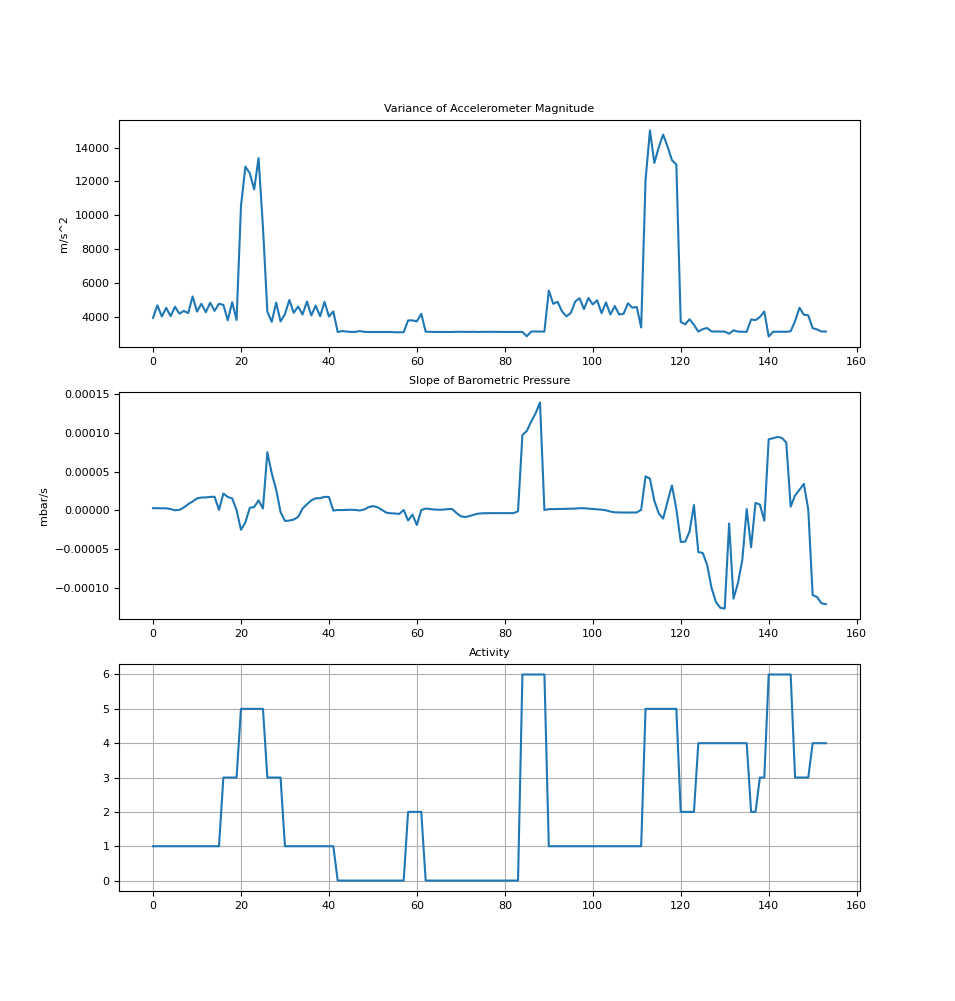 Variance of Accelerometer Magnitude
14000
12000
10000
8000
6000
4000
m/s^2
0 20 40 60 80 100 120 140 160
Slope of Barometric Pressure
0.00015
0.00010
0.00005
0.00000
−0.00005
−0.00010
mbar/s
0 20 40 60 80 100 120 140 160
Activity
6
5
4
3
2
1
0
0 20 40 60 80 100 120 140 160